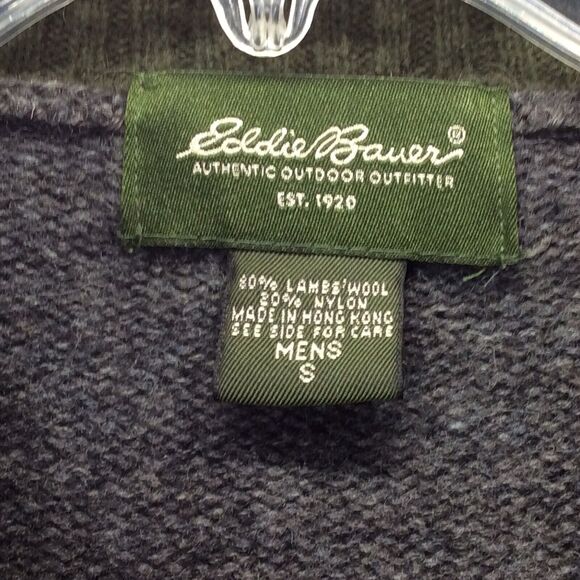 Eddie Bauer®
AUTHENTIC OUTDOOR OUTFITTER
EST. 1920
80% LAMBS' WOOL
20% NYLON
MADE IN HONG KONG
SEE SIDE FOR CARE
MENS
S